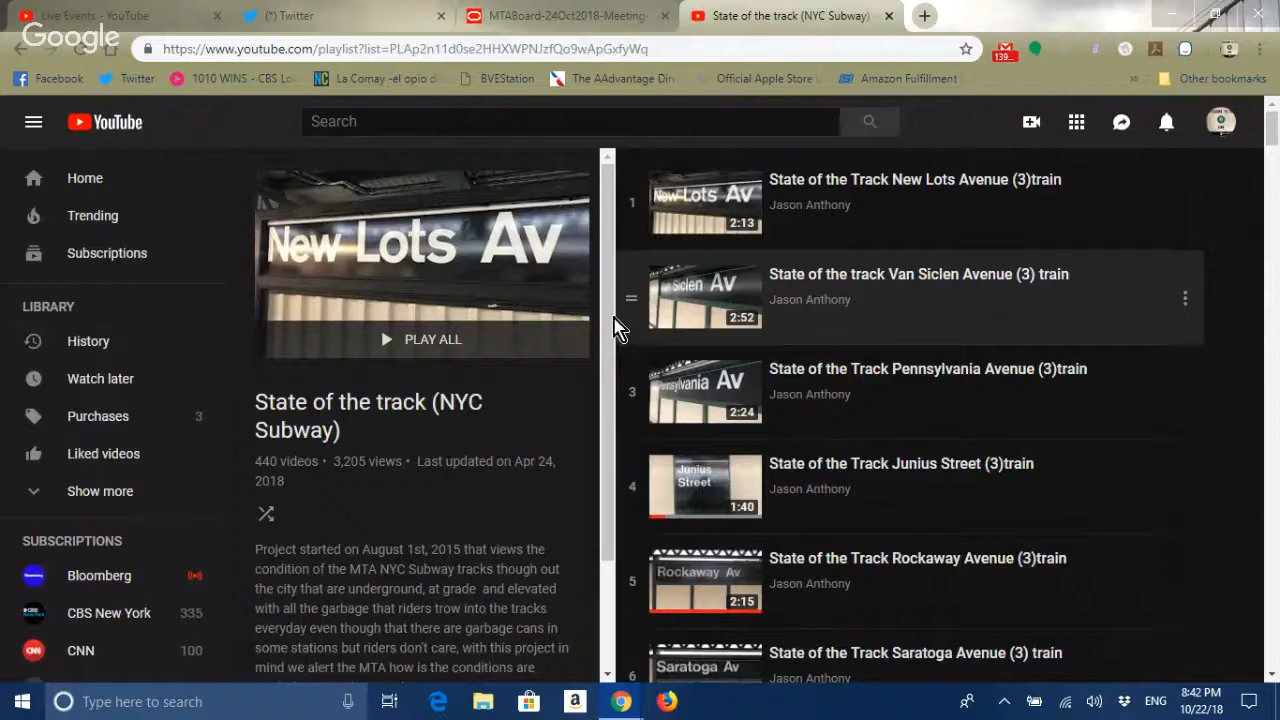 Live Events - YouTube
(*) Twitter
MTABoard-24Oct2018-Meeting-
State of the track (NYC Subway)
Google
https://www.youtube.com/playlist?list=PLAp2n11d0se2HHXWPNJzfQo9wApGxfyWq
139...
Facebook
Twitter
1010 WINS - CBS Lo
La Comay -el opio d
BVEStation
The AAdvantage Din
Official Apple Store
Amazon Fulfillment
Other bookmarks
YouTube
Search
Home
Trending
Subscriptions
LIBRARY
History
Watch later
Purchases 3
Liked videos
Show more
SUBSCRIPTIONS
Bloomberg
CBS New York 335
CNN 100
New Lots Av
PLAY ALL
State of the track (NYC
Subway)
440 videos • 3,205 views • Last updated on Apr 24,
2018
Project started on August 1st, 2015 that views the
condition of the MTA NYC Subway tracks though out
the city that are underground, at grade and elevated
with all the garbage that riders trow into the tracks
everyday even though that there are garbage cans in
some stations but riders don't care, with this project in
mind we alert the MTA how is the conditions are
1
New Lots Av
2:13
State of the Track New Lots Avenue (3)train
Jason Anthony
Siclen Av
2:52
State of the track Van Siclen Avenue (3) train
Jason Anthony
3
Pennsylvania Av
2:24
State of the Track Pennsylvania Avenue (3)train
Jason Anthony
4
Junius
Street
1:40
State of the Track Junius Street (3)train
Jason Anthony
5
Rockaway Av
2:15
State of the Track Rockaway Avenue (3)train
Jason Anthony
6
Saratoga Av
State of the Track Saratoga Avenue (3) train
Jason Anthony
Type here to search
ENG
8:42 PM
10/22/18